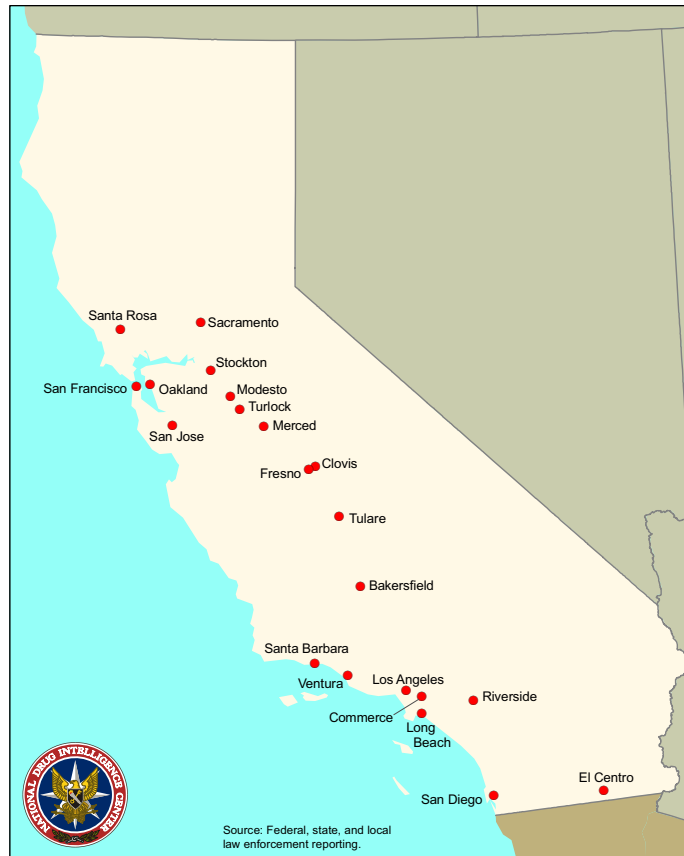 Santa Rosa
Sacramento
Stockton
San Francisco
Oakland
Modesto
Turlock
San Jose
Merced
Clovis
Fresno
Tulare
Bakersfield
Santa Barbara
Ventura
Los Angeles
Commerce
Riverside
Long
Beach
El Centro
San Diego
NATIONAL DRUG INTELLIGENCE CENTER
Source: Federal, state, and local
law enforcement reporting.